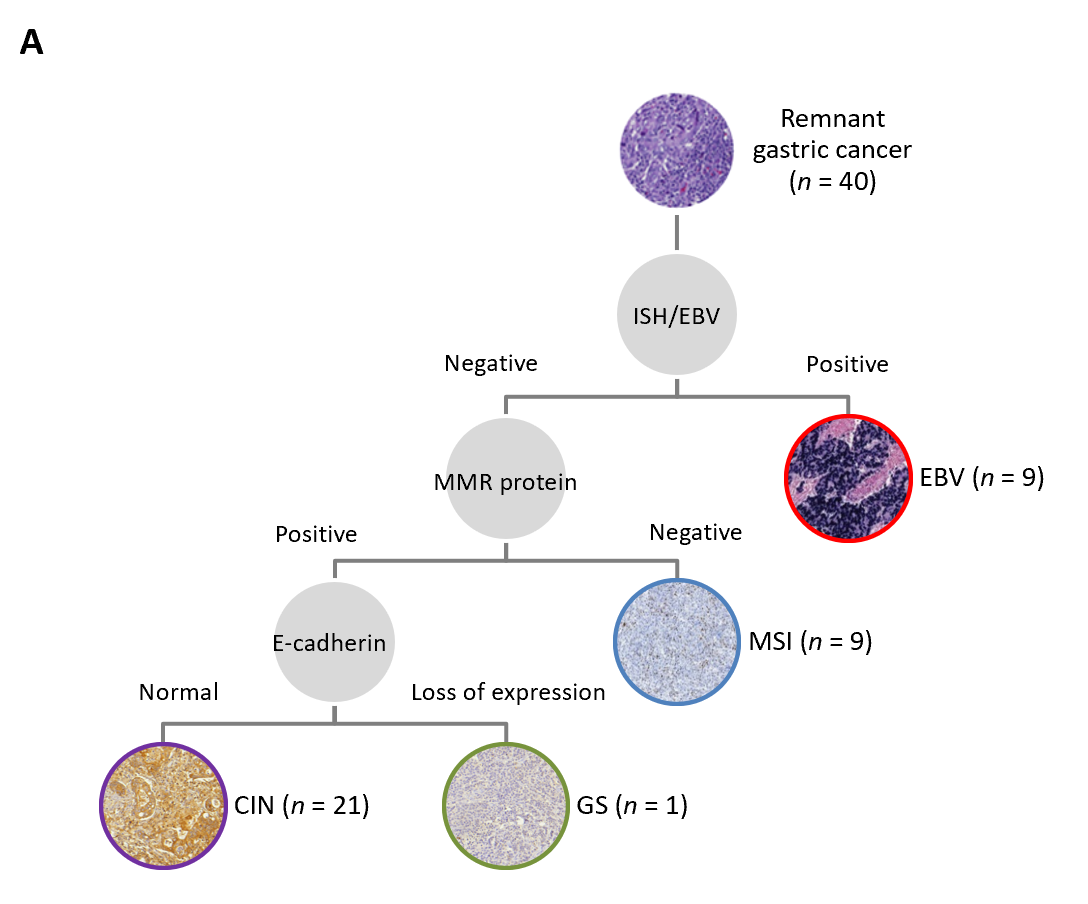 A
Remnant
gastric cancer
(n = 40)
ISH/EBV
Negative
Positive
MMR protein
EBV (n = 9)
Positive
Negative
E-cadherin
MSI (n = 9)
Normal
Loss of expression
CIN (n = 21)
GS (n = 1)